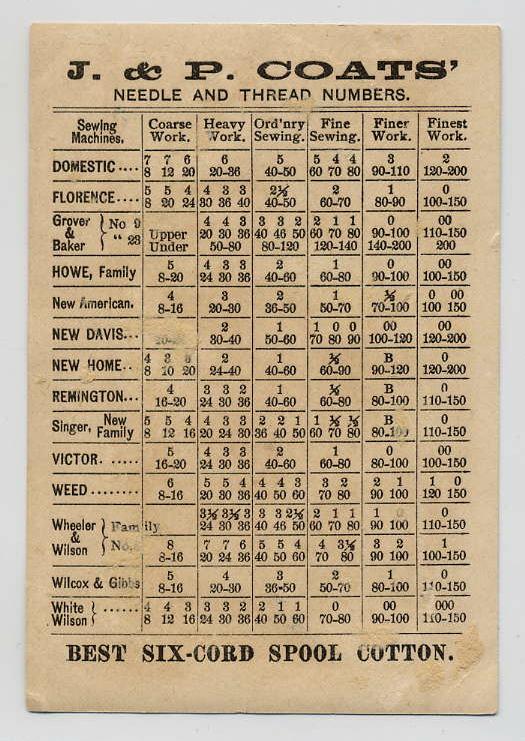 J. & P. COATS'
NEEDLE AND THREAD NUMBERS.
Sewing Machines. Coarse Work. Heavy Work. Ord'nry Sewing. Fine Sewing. Finer Work. Finest Work.
7 7 6 6 5 5 4 4 3 2
DOMESTIC .... 8 12 20 20-36 40-50 60 70 80 90-110 120-200
5 5 4 4 3 3 2½ 2 1 0
FLORENCE .... 8 20 24 30 36 40 40-50 60-70 80-90 100-150
Grover & Baker } No 9 4 4 3 3 3 2 2 1 1 0 00
" 23 Upper 20 30 36 40 46 50 60 70 80 90-100 110-150
Under 50-80 80-120 120-140 140-200 200
5 4 3 3 2 1 0 00
HOWE, Family 8-20 24 30 36 40-60 60-80 90-100 100-150
4 3 2 1 0 00
New American. 8-16 20-30 36-50 50-70 70-100 100 150
2 1 1 0 0 00 00
NEW DAVIS... 30-40 50-60 70 80 90 100-120 120-200
4 3 2 1 B 0
NEW HOME.. 8 10 20 24-40 40-60 60-90 90-120 120-200
4 3 3 2 1 B 0
REMINGTON.... 16-20 24 30 36 40-60 60-80 80-100 110-150
5 5 4 4 3 3 2 2 1 1 B 0
Singer, New Family 8 12 16 20 24 30 36 40 50 60 70 80 80-100 110-150
5 4 3 3 2 1 0 00
VICTOR. ..... 16-20 24 30 36 40-60 60-80 80-100 100-150
6 5 5 4 4 4 3 3 2 2 1 1 0
WEED ........ 8-16 20 30 36 40 50 60 70 80 90 100 120 150
Wheeler & Wilson } Family 3½ 3½ 3 3 3 2½ 2 1 1 1 0
24 30 36 40 46 50 60 70 80 90 100 110-150
No. 8 7 7 6 5 5 4 4 3½ 3 2 1
8-16 20 24 36 40 50 60 70 80 90 100 100-150
5 4 3 2 1 0
Wilcox & Gibbs 8-16 20-30 36-50 50-70 80-100 110-150
White Wilson } ...... 4 4 3 3 3 2 2 1 1 0 00 000
8 12 16 24 30 36 40 50 60 70-80 90-100 110-150
BEST SIX-CORD SPOOL COTTON.